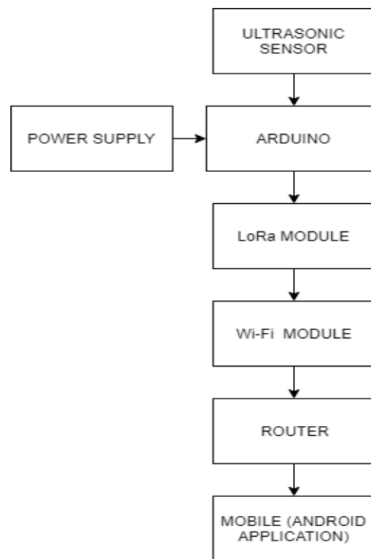 ULTRASONIC
SENSOR
POWER SUPPLY
ARDUINO
LoRa MODULE
Wi-Fi MODULE
ROUTER
MOBILE (ANDROID
APPLICATION)